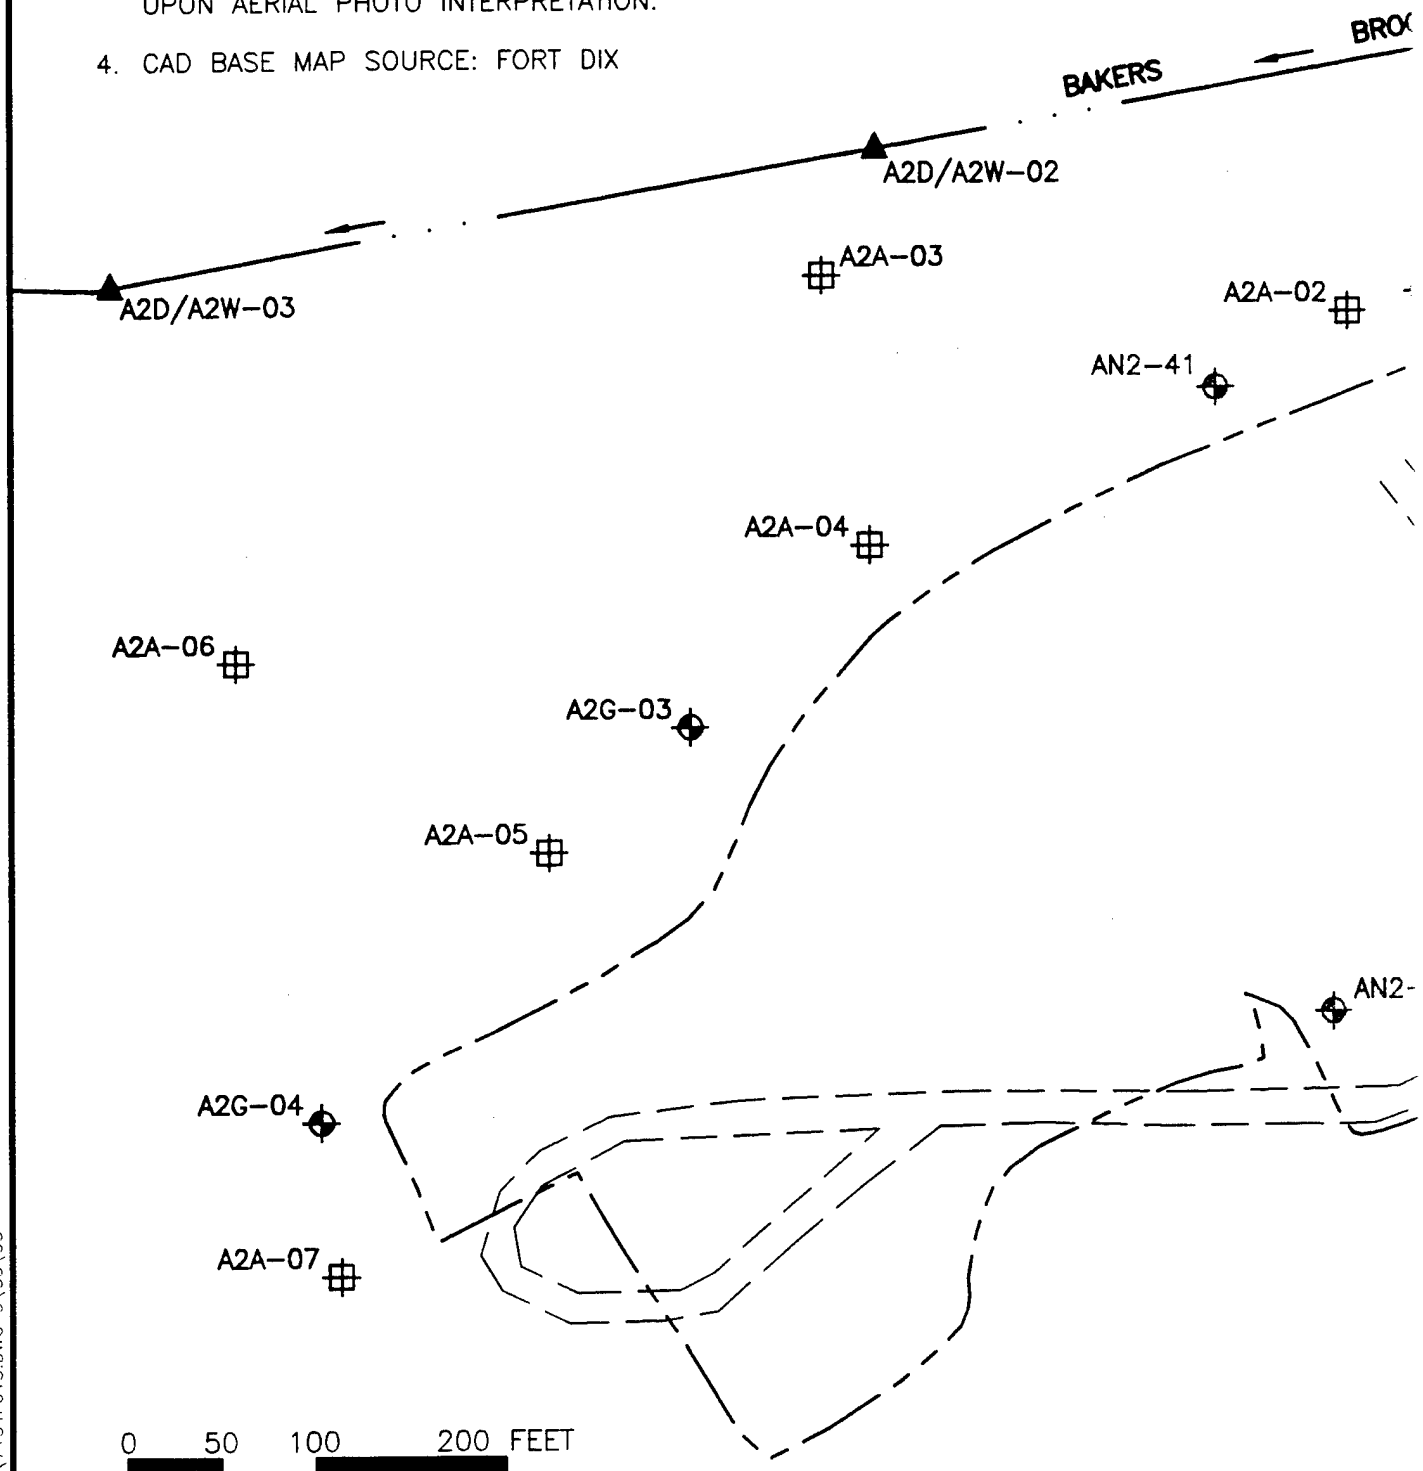 UPON AERIAL PHOTO INTERPRETATION.
4. CAD BASE MAP SOURCE: FORT DIX
BAKERS
A2D/A2W-02
A2A-03
A2D/A2W-03
A2A-02
AN2-41
A2A-04
A2A-06
A2G-03
A2A-05
AN2-
A2G-04
A2A-07
0 50 100 200 FEET